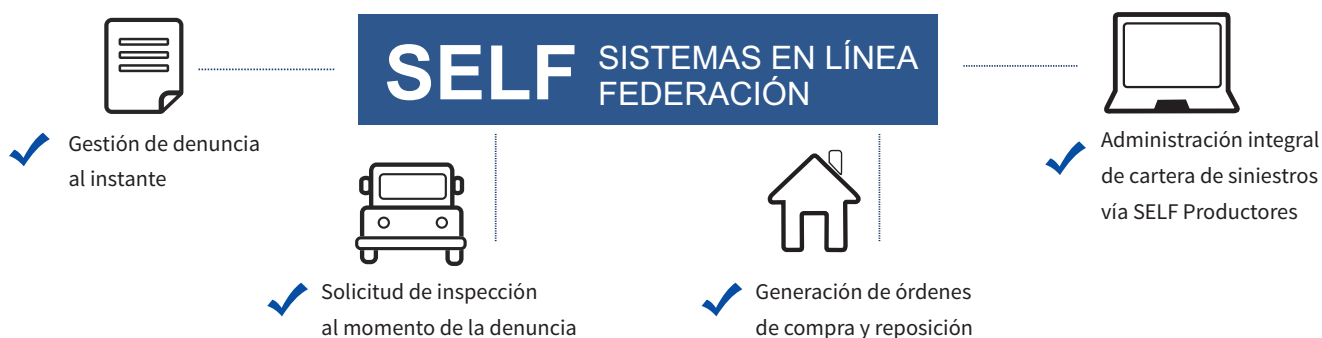 SELF
SISTEMAS EN LÍNEA
FEDERACIÓN
Gestión de denuncia
al instante
Solicitud de inspección
al momento de la denuncia
Generación de órdenes
de compra y reposición
Administración integral
de cartera de siniestros
vía SELF Productores